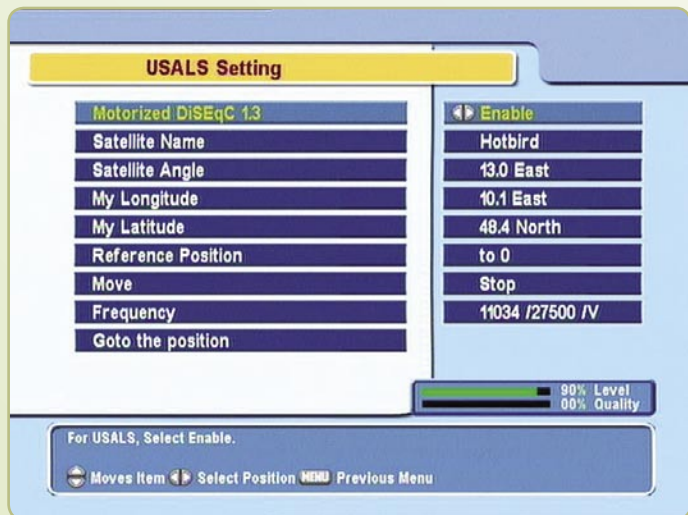 USALS Setting
Motorized DiSEqC 1.3 Enable
Satellite Name Hotbird
Satellite Angle 13.0 East
My Longitude 10.1 East
My Latitude 48.4 North
Reference Position to 0
Move Stop
Frequency 11034 /27500 /V
Goto the position
90% Level
00% Quality
For USALS, Select Enable.
Moves Item Select Position MENU Previous Menu